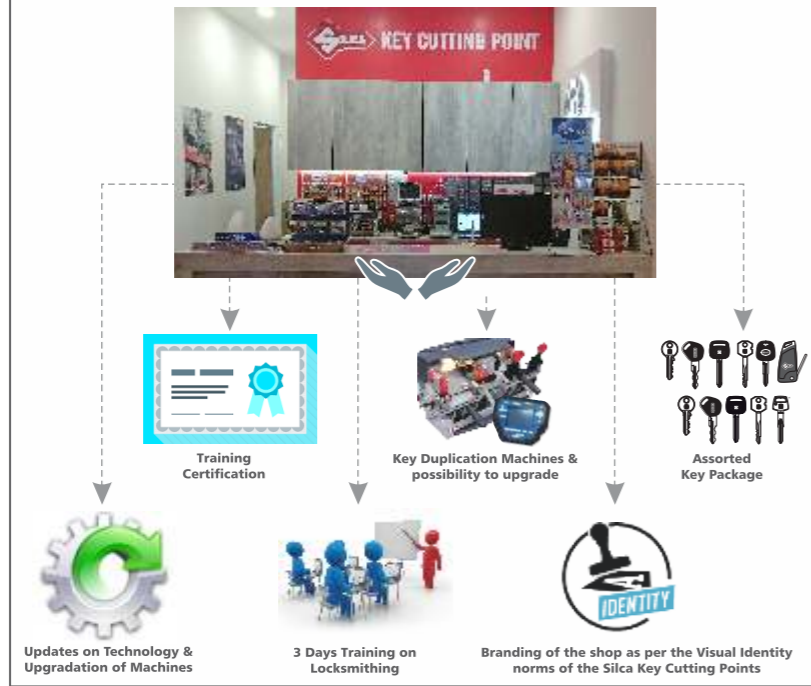 Silca KEY CUTTING POINT
Training
Certification
Key Duplication Machines &
possibility to upgrade
Assorted
Key Package
IDENTITY
Updates on Technology &
Upgradation of Machines
3 Days Training on
Locksmithing
Branding of the shop as per the Visual Identity
norms of the Silca Key Cutting Points